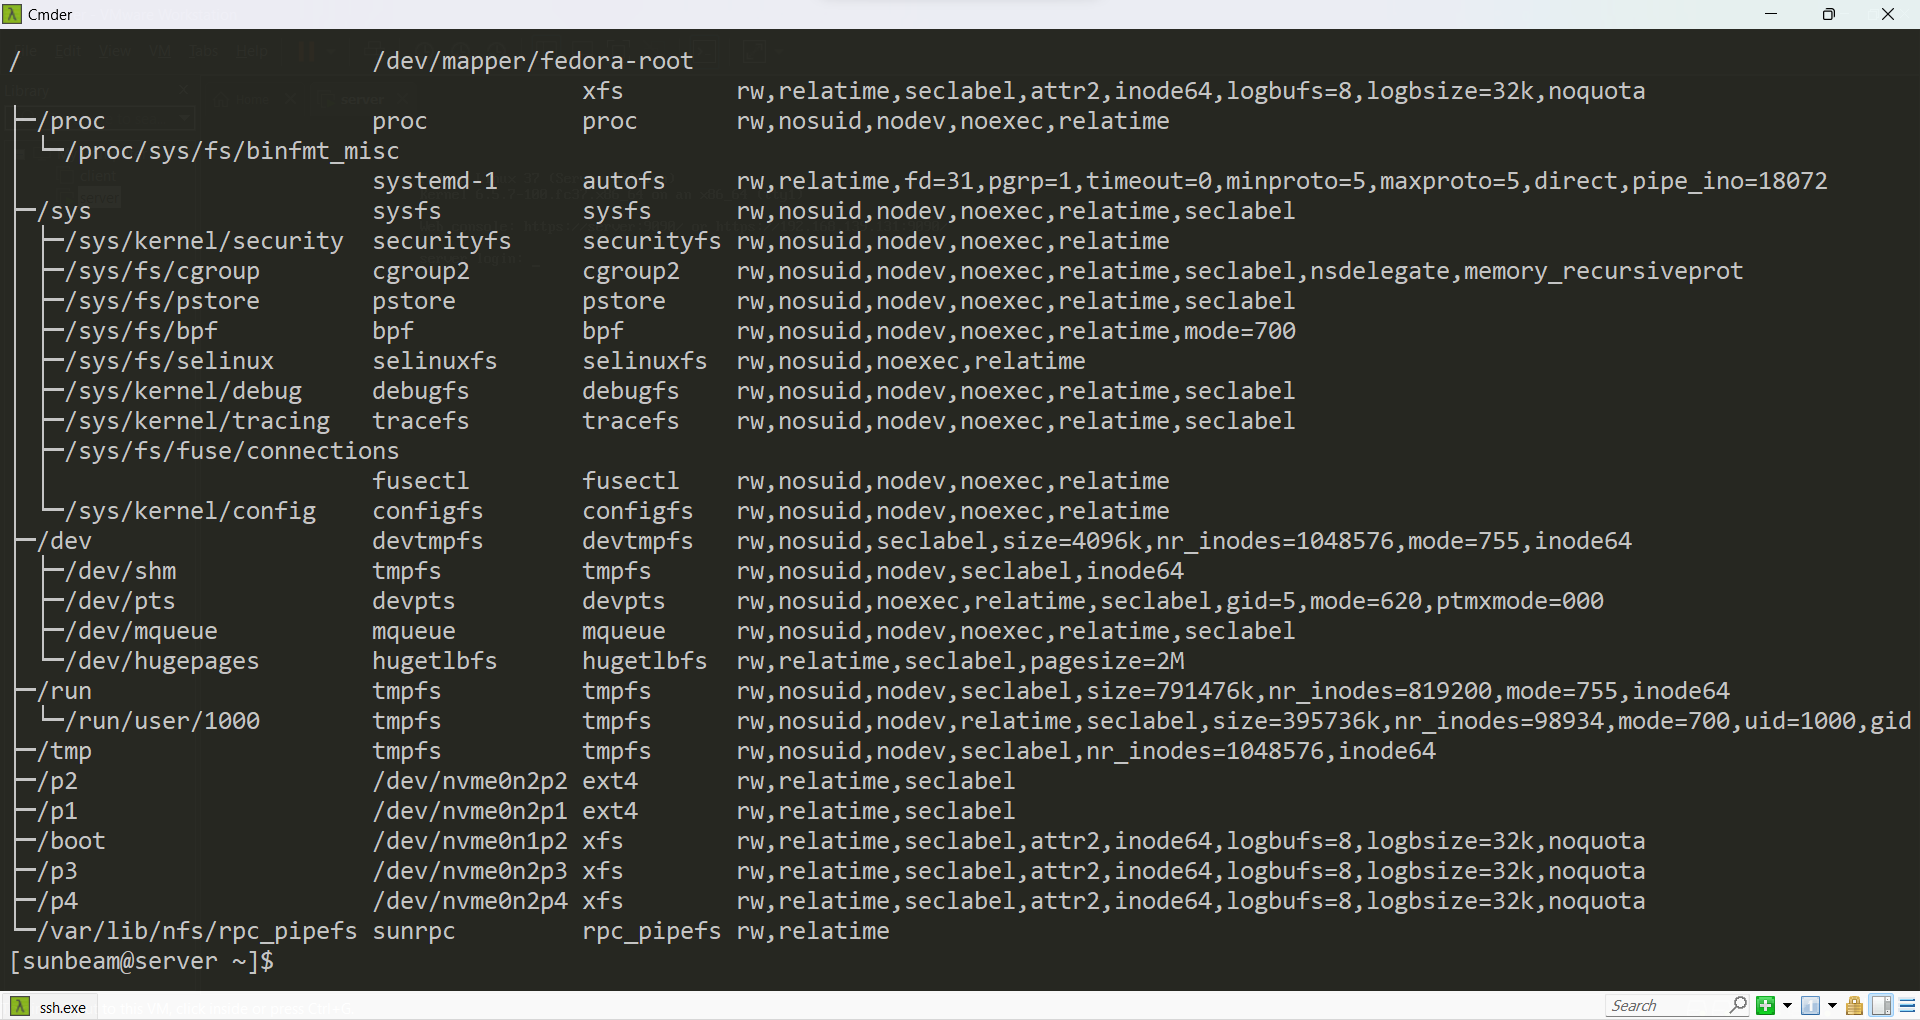 Cmder
/ /dev/mapper/fedora-root
xfs rw,relatime,seclabel,attr2,inode64,logbufs=8,logbsize=32k,noquota
├─/proc proc proc rw,nosuid,nodev,noexec,relatime
│ └─/proc/sys/fs/binfmt_misc
systemd-1 autofs rw,relatime,fd=31,pgrp=1,timeout=0,minproto=5,maxproto=5,direct,pipe_ino=18072
├─/sys sysfs sysfs rw,nosuid,nodev,noexec,relatime,seclabel
│ ├─/sys/kernel/security securityfs securityfs rw,nosuid,nodev,noexec,relatime
│ ├─/sys/fs/cgroup cgroup2 cgroup2 rw,nosuid,nodev,noexec,relatime,seclabel,nsdelegate,memory_recursiveprot
│ ├─/sys/fs/pstore pstore pstore rw,nosuid,nodev,noexec,relatime,seclabel
│ ├─/sys/fs/bpf bpf bpf rw,nosuid,nodev,noexec,relatime,mode=700
│ ├─/sys/fs/selinux selinuxfs selinuxfs rw,nosuid,noexec,relatime
│ ├─/sys/kernel/debug debugfs debugfs rw,nosuid,nodev,noexec,relatime,seclabel
│ ├─/sys/kernel/tracing tracefs tracefs rw,nosuid,nodev,noexec,relatime,seclabel
│ ├─/sys/fs/fuse/connections
fusectl fusectl rw,nosuid,nodev,noexec,relatime
│ └─/sys/kernel/config configfs configfs rw,nosuid,nodev,noexec,relatime
├─/dev devtmpfs devtmpfs rw,nosuid,seclabel,size=4096k,nr_inodes=1048576,mode=755,inode64
│ ├─/dev/shm tmpfs tmpfs rw,nosuid,nodev,seclabel,inode64
│ ├─/dev/pts devpts devpts rw,nosuid,noexec,relatime,seclabel,gid=5,mode=620,ptmxmode=000
│ ├─/dev/mqueue mqueue mqueue rw,nosuid,nodev,noexec,relatime,seclabel
│ └─/dev/hugepages hugetlbfs hugetlbfs rw,relatime,seclabel,pagesize=2M
├─/run tmpfs tmpfs rw,nosuid,nodev,seclabel,size=791476k,nr_inodes=819200,mode=755,inode64
│ └─/run/user/1000 tmpfs tmpfs rw,nosuid,nodev,relatime,seclabel,size=395736k,nr_inodes=98934,mode=700,uid=1000,gid
├─/tmp tmpfs tmpfs rw,nosuid,nodev,seclabel,nr_inodes=1048576,inode64
├─/p2 /dev/nvme0n2p2 ext4 rw,relatime,seclabel
├─/p1 /dev/nvme0n2p1 ext4 rw,relatime,seclabel
├─/boot /dev/nvme0n1p2 xfs rw,relatime,seclabel,attr2,inode64,logbufs=8,logbsize=32k,noquota
├─/p3 /dev/nvme0n2p3 xfs rw,relatime,seclabel,attr2,inode64,logbufs=8,logbsize=32k,noquota
├─/p4 /dev/nvme0n2p4 xfs rw,relatime,seclabel,attr2,inode64,logbufs=8,logbsize=32k,noquota
└─/var/lib/nfs/rpc_pipefs sunrpc rpc_pipefs rw,relatime
[sunbeam@server ~]$
ssh.exe Search